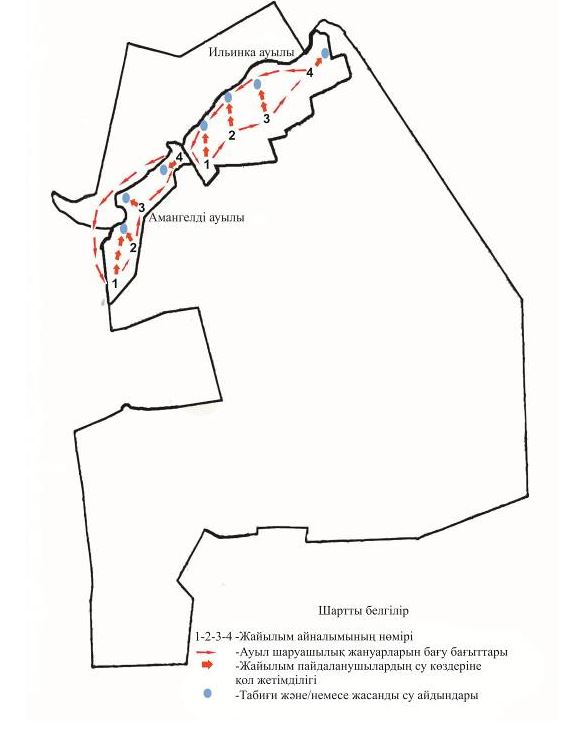 Ильинка ауылы
4
3
2
1
4
3
Амангелді ауылы
2
1
Шартты белгілір
1-2-3-4 -Жайылым айналымының нөмірі
-Ауыл шаруашылық жануарларын бағу бағыттары
-Жайылым пайдаланушылардың су көздеріне
қол жетімділігі
-Табиғи және/немесе жасанды су айдындары